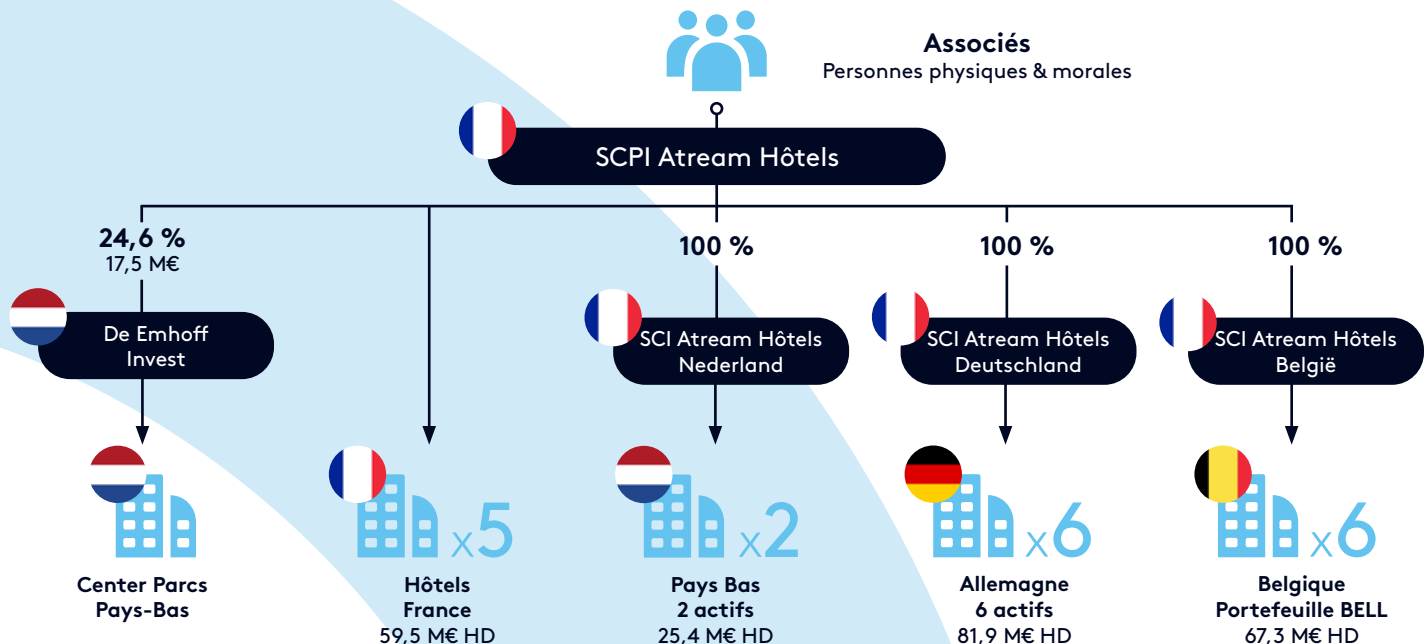 Associés
Personnes physiques & morales
SCPI Atream Hôtels
24,6 %
17,5 M€
100 %
100 %
100 %
De Emhoff
Invest
SCI Atream Hôtels
Nederland
SCI Atream Hôtels
Deutschland
SCI Atream Hôtels
België
x5
x2
x6
x6
Center Parcs
Pays-Bas
Hôtels
France
59,5 M€ HD
Pays Bas
2 actifs
25,4 M€ HD
Allemagne
6 actifs
81,9 M€ HD
Belgique
Portefeuille BELL
67,3 M€ HD